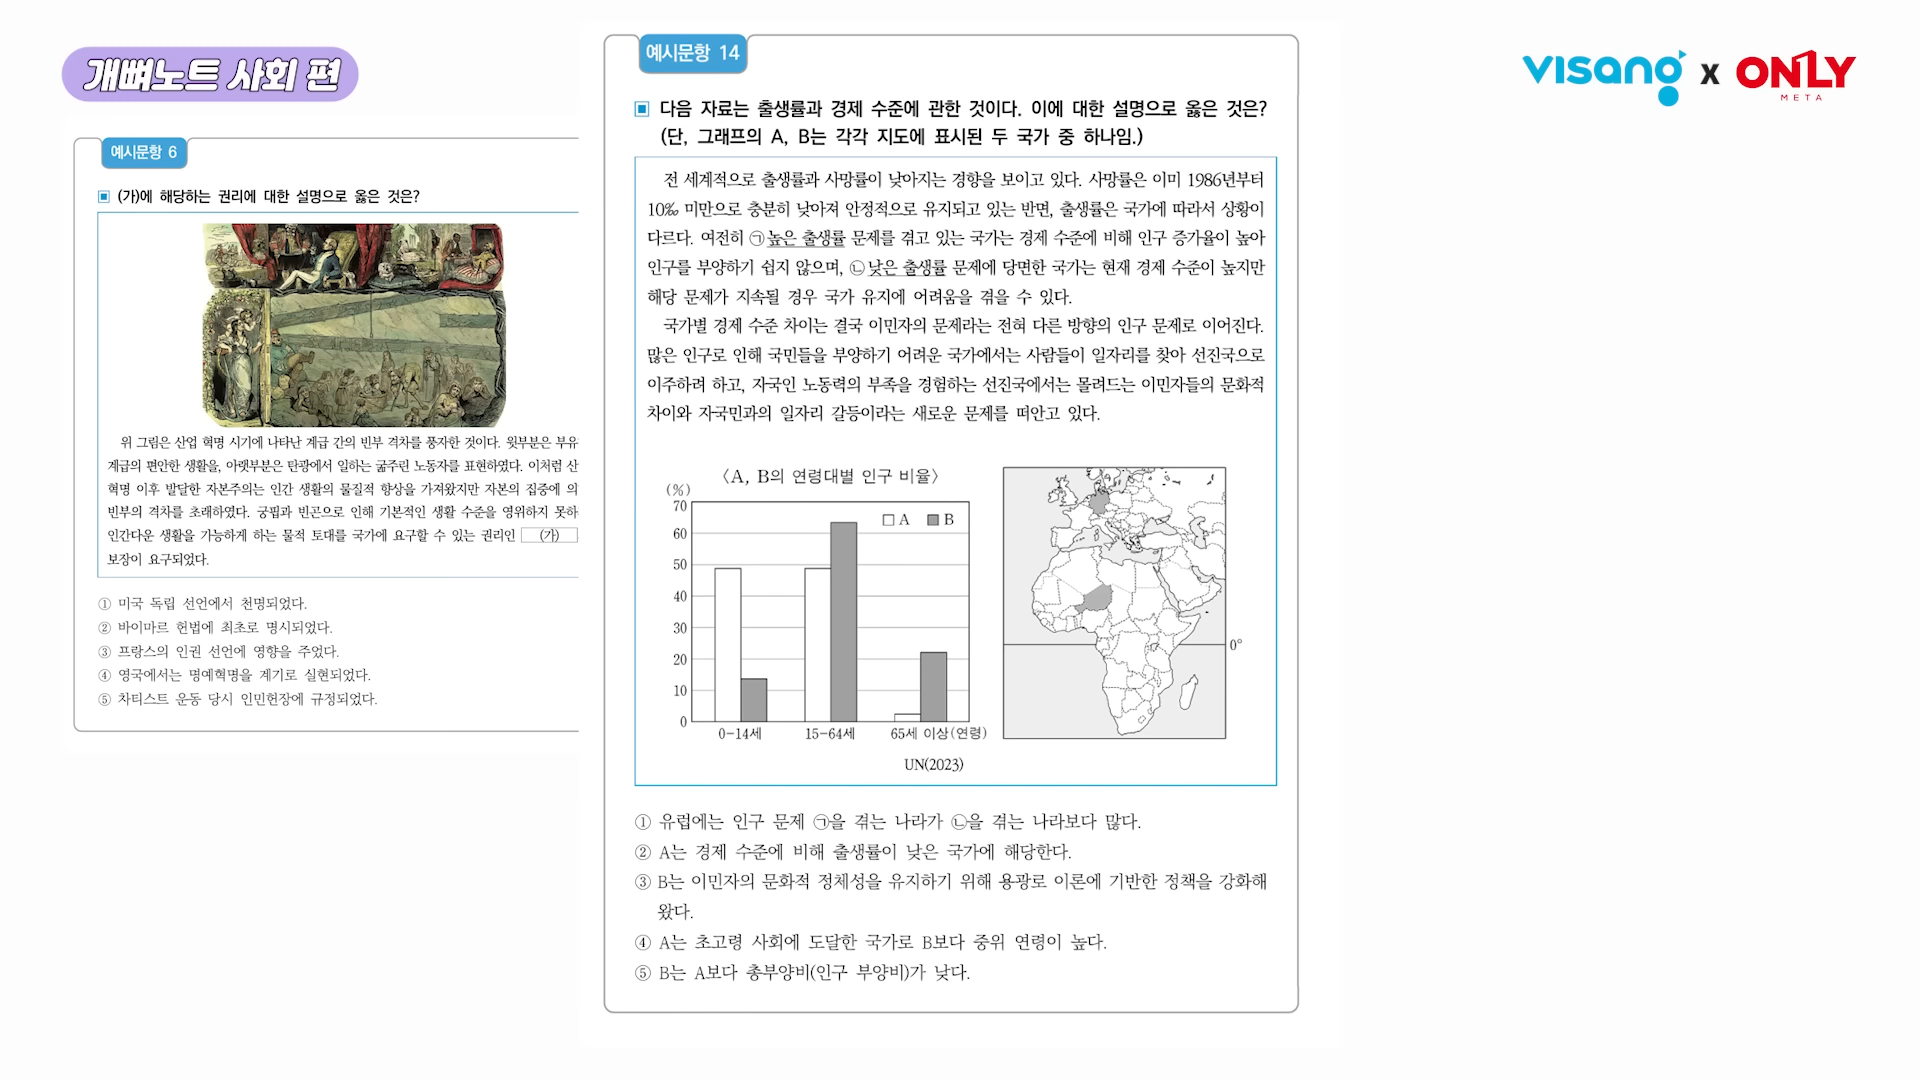 개뼈노트 사회 편
visang x ONLY
META
예시문항 6
(가)에 해당하는 권리에 대한 설명으로 옳은 것은?
위 그림은 산업 혁명 시기에 나타난 계급 간의 빈부 격차를 풍자한 것이다. 윗부분은 부유
계급의 편안한 생활을, 아랫부분은 탄광에서 일하는 굶주린 노동자를 표현하였다. 이처럼 산
혁명 이후 발달한 자본주의는 인간 생활의 물질적 향상을 가져왔지만 자본의 집중에 의
빈부의 격차를 초래하였다. 궁핍과 빈곤으로 인해 기본적인 생활 수준을 영위하지 못하
인간다운 생활을 가능하게 하는 물적 토대를 국가에 요구할 수 있는 권리인 (가)
보장이 요구되었다.
① 미국 독립 선언에서 천명되었다.
② 바이마르 헌법에 최초로 명시되었다.
③ 프랑스의 인권 선언에 영향을 주었다.
④ 영국에서는 명예혁명을 계기로 실현되었다.
⑤ 차티스트 운동 당시 인민헌장에 규정되었다.
예시문항 14
다음 자료는 출생률과 경제 수준에 관한 것이다. 이에 대한 설명으로 옳은 것은?
(단, 그래프의 A, B는 각각 지도에 표시된 두 국가 중 하나임.)
전 세계적으로 출생률과 사망률이 낮아지는 경향을 보이고 있다. 사망률은 이미 1986년부터
10‰ 미만으로 충분히 낮아져 안정적으로 유지되고 있는 반면, 출생률은 국가에 따라서 상황이
다르다. 여전히 ㉠높은 출생률 문제를 겪고 있는 국가는 경제 수준에 비해 인구 증가율이 높아
인구를 부양하기 쉽지 않으며, ㉡낮은 출생률 문제에 당면한 국가는 현재 경제 수준이 높지만
해당 문제가 지속될 경우 국가 유지에 어려움을 겪을 수 있다.
국가별 경제 수준 차이는 결국 이민자의 문제라는 전혀 다른 방향의 인구 문제로 이어진다.
많은 인구로 인해 국민들을 부양하기 어려운 국가에서는 사람들이 일자리를 찾아 선진국으로
이주하려 하고, 자국인 노동력의 부족을 경험하는 선진국에서는 몰려드는 이민자들의 문화적
차이와 자국민과의 일자리 갈등이라는 새로운 문제를 떠안고 있다.
〈A, B의 연령대별 인구 비율〉
(%)
70
60
50
40
30
20
10
0
A B
0-14세 15-64세 65세 이상(연령)
0°
UN(2023)
① 유럽에는 인구 문제 ㉠을 겪는 나라가 ㉡을 겪는 나라보다 많다.
② A는 경제 수준에 비해 출생률이 낮은 국가에 해당한다.
③ B는 이민자의 문화적 정체성을 유지하기 위해 용광로 이론에 기반한 정책을 강화해
왔다.
④ A는 초고령 사회에 도달한 국가로 B보다 중위 연령이 높다.
⑤ B는 A보다 총부양비(인구 부양비)가 낮다.